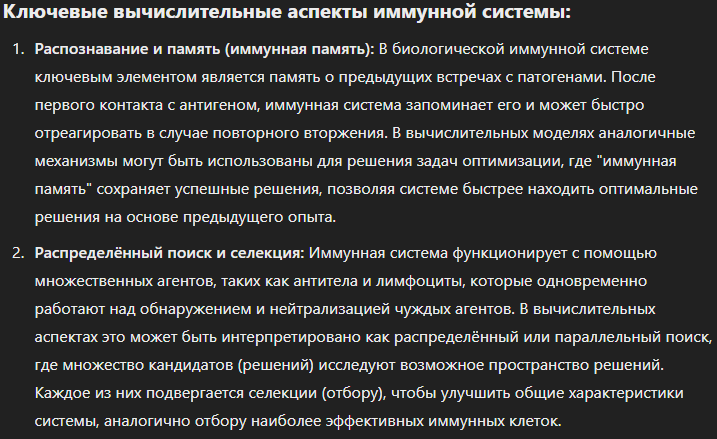 Ключевые вычислительные аспекты иммунной системы:
1. Распознавание и память (иммунная память): В биологической иммунной системе
ключевым элементом является память о предыдущих встречах с патогенами. После
первого контакта с антигеном, иммунная система запоминает его и может быстро
отреагировать в случае повторного вторжения. В вычислительных моделях аналогичные
механизмы могут быть использованы для решения задач оптимизации, где "иммунная
память" сохраняет успешные решения, позволяя системе быстрее находить оптимальные
решения на основе предыдущего опыта.
2. Распределённый поиск и селекция: Иммунная система функционирует с помощью
множественных агентов, таких как антитела и лимфоциты, которые одновременно
работают над обнаружением и нейтрализацией чуждых агентов. В вычислительных
аспектах это может быть интерпретировано как распределённый или параллельный поиск,
где множество кандидатов (решений) исследуют возможное пространство решений.
Каждое из них подвергается селекции (отбору), чтобы улучшить общие характеристики
системы, аналогично отбору наиболее эффективных иммунных клеток.